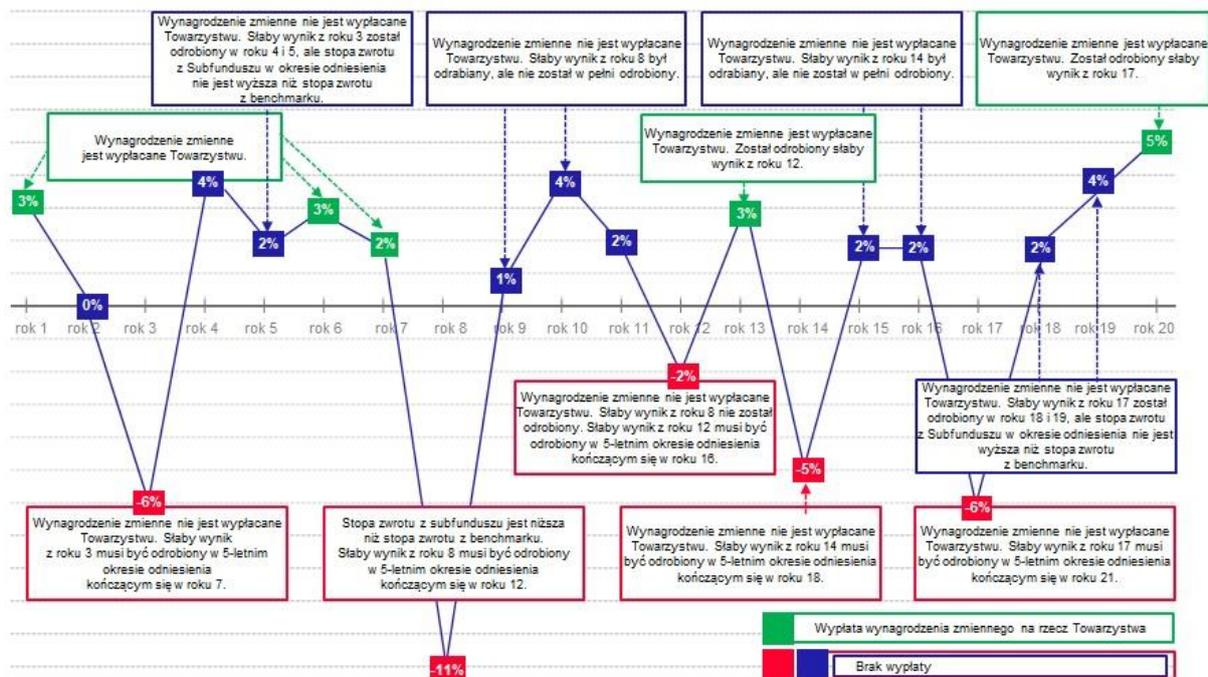 Wynagrodzenie zmienne nie jest wypłacane
Towarzystwu. Słaby wynik z roku 3 został
odrobiony w roku 4 i 5, ale stopa zwrotu
z Subfunduszu w okresie odniesienia
nie jest wyższa niż stopa zwrotu
z benchmarku.
Wynagrodzenie zmienne nie jest wypłacane
Towarzystwu. Słaby wynik z roku 8 był
odrabiany, ale nie został w pełni odrobiony.
Wynagrodzenie zmienne nie jest wypłacane
Towarzystwu. Słaby wynik z roku 14 był
odrabiany, ale nie został w pełni odrobiony.
Wynagrodzenie zmienne jest wypłacane
Towarzystwu. Został odrobiony słaby
wynik z roku 17.
Wynagrodzenie zmienne
jest wypłacane Towarzystwu.
Wynagrodzenie zmienne jest wypłacane
Towarzystwu. Został odrobiony słaby
wynik z roku 12.
3%
0%
-6%
4%
2%
3%
2%
-11%
1%
4%
2%
-2%
3%
-5%
2%
2%
-6%
2%
4%
5%
rok 1
rok 2
rok 3
rok 4
rok 5
rok 6
rok 7
rok 8
rok 9
rok 10
rok 11
rok 12
rok 13
rok 14
rok 15
rok 16
rok 17
rok 18
rok 19
rok 20
Wynagrodzenie zmienne nie jest wypłacane
Towarzystwu. Słaby wynik z roku 8 nie został
odrobiony. Słaby wynik z roku 12 musi być
odrobiony w 5-letnim okresie odniesienia
kończącym się w roku 16.
Wynagrodzenie zmienne nie jest wypłacane
Towarzystwu. Słaby wynik z roku 17 został
odrobiony w roku 18 i 19, ale stopa zwrotu
z Subfunduszu w okresie odniesienia nie jest
wyższa niż stopa zwrotu
z benchmarku.
Wynagrodzenie zmienne nie jest wypłacane
Towarzystwu. Słaby wynik
z roku 3 musi być odrobiony w 5-letnim
okresie odniesienia
kończącym się w roku 7.
Stopa zwrotu z subfunduszu jest niższa
niż stopa zwrotu z benchmarku.
Słaby wynik z roku 8 musi być odrobiony
w 5-letnim okresie odniesienia
kończącym się w roku 12.
Wynagrodzenie zmienne nie jest wypłacane
Towarzystwu. Słaby wynik z roku 14 musi
być odrobiony w 5-letnim okresie odniesienia
kończącym się w roku 18.
Wynagrodzenie zmienne nie jest wypłacane
Towarzystwu. Słaby wynik z roku 17 musi
być odrobiony w 5-letnim okresie odniesienia
kończącym się w roku 21.
Wypłata wynagrodzenia zmiennego na rzecz Towarzystwa
Brak wypłaty